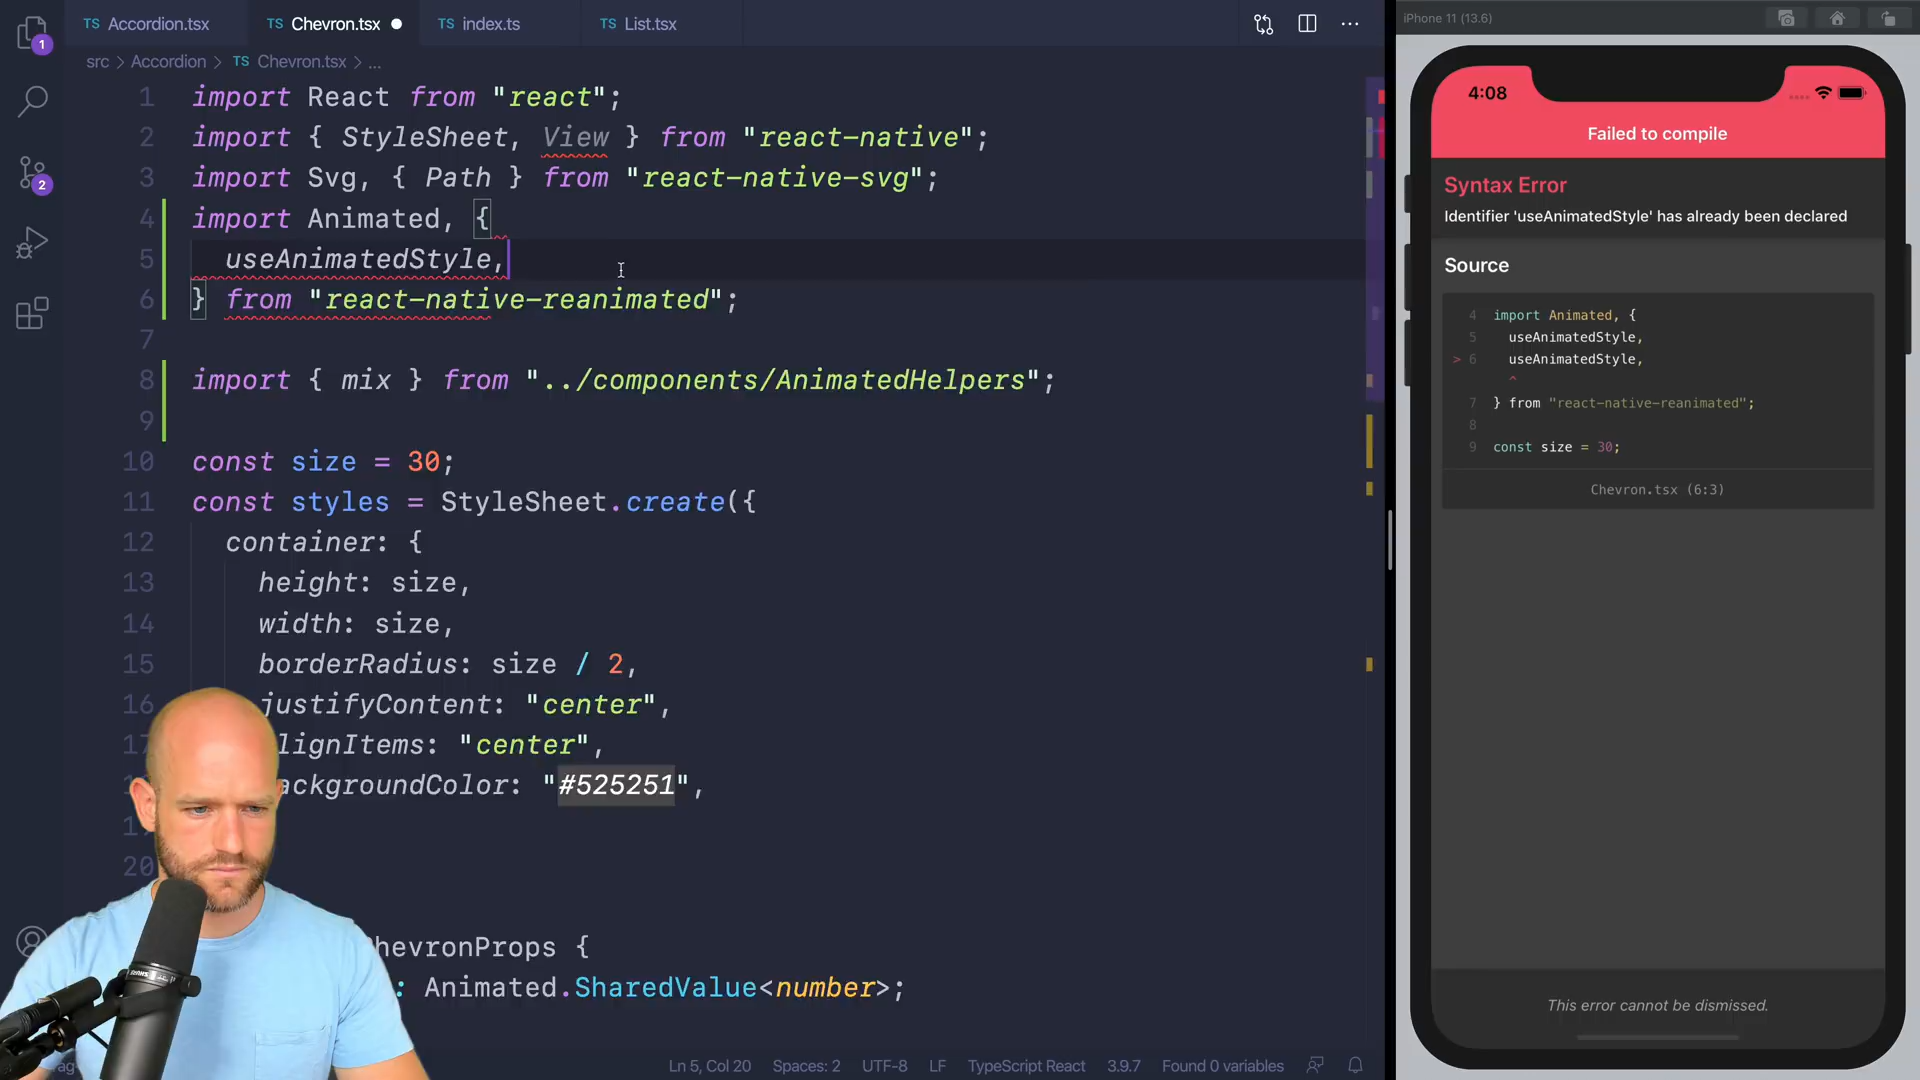 TS Accordion.tsx
TS Chevron.tsx
TS index.ts
TS List.tsx
1
2
src > Accordion > TS Chevron.tsx > ...
1 import React from "react";
2 import { StyleSheet, View } from "react-native";
3 import Svg, { Path } from "react-native-svg";
4 import Animated, {
5 useAnimatedStyle,
6 } from "react-native-reanimated";
7
8 import { mix } from "../components/AnimatedHelpers";
9
10 const size = 30;
11 const styles = StyleSheet.create({
12 container: {
13 height: size,
14 width: size,
15 borderRadius: size / 2,
16 justifyContent: "center",
lignItems: "center",
ackgroundColor: "#525251",
20
hevronProps {
: Animated.SharedValue<number>;
Ln 5, Col 20 Spaces: 2 UTF-8 LF TypeScript React 3.9.7 Found 0 variables
iPhone 11 (13.6)
4:08
Failed to compile
Syntax Error
Identifier 'useAnimatedStyle' has already been declared
Source
4 import Animated, {
5 useAnimatedStyle,
> 6 useAnimatedStyle,
^
7 } from "react-native-reanimated";
8
9 const size = 30;
Chevron.tsx (6:3)
This error cannot be dismissed.